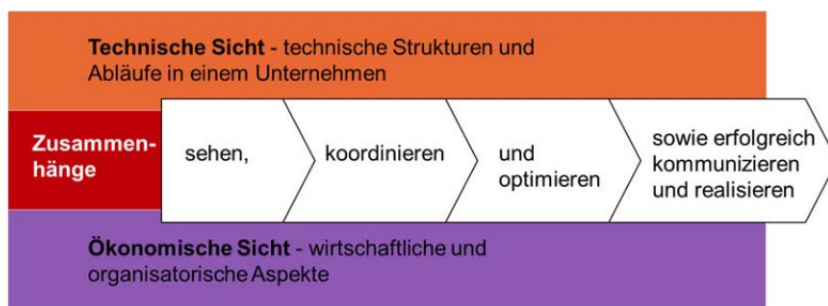 Technische Sicht - technische Strukturen und
Abläufe in einem Unternehmen
Zusammen-
hänge
sehen,
koordinieren
und
optimieren
sowie erfolgreich
kommunizieren
und realisieren
Ökonomische Sicht - wirtschaftliche und
organisatorische Aspekte